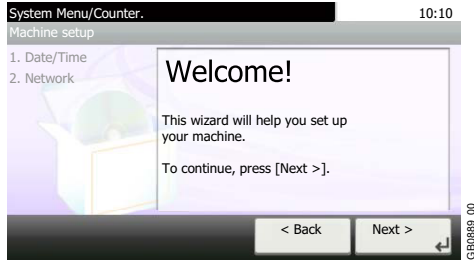 System Menu/Counter.
10:10
Machine setup
1. Date/Time
2. Network
Welcome!
This wizard will help you set up
your machine.
To continue, press [Next >].
< Back
Next >
GB0889_00